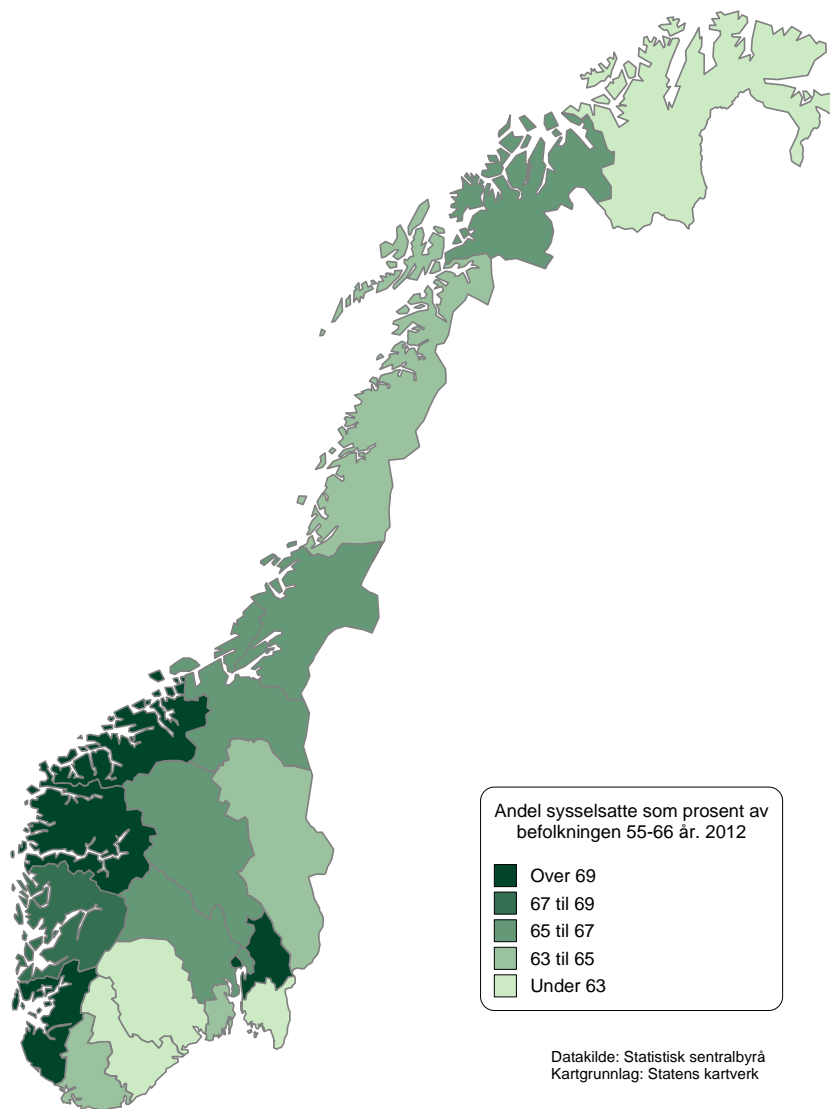 Andel sysselsatte som prosent av
befolkningen 55-66 år. 2012
Over 69
67 til 69
65 til 67
63 til 65
Under 63
Datakilde: Statistisk sentralbyrå
Kartgrunnlag: Statens kartverk